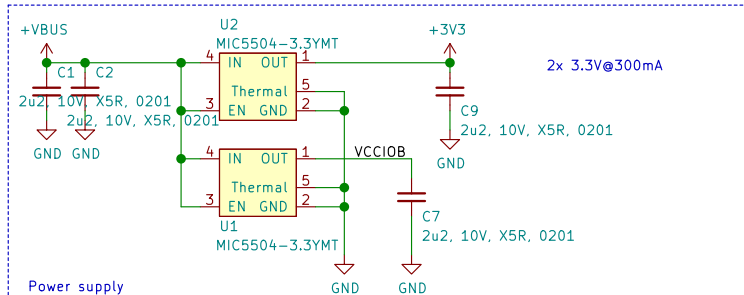 U2
MIC5504-3.3YMT
+VBUS
+3V3
4 IN OUT 1
2x 3.3V@300mA
C1 C2
Thermal 5
2u2, 10V, X5R, 0201
3 EN GND 2
C9
2u2, 10V, X5R, 0201
2u2, 10V, X5R, 0201
GND GND
4 IN OUT 1
VCCIOB
GND
Thermal 5
3 EN GND 2
C7
U1
2u2, 10V, X5R, 0201
MIC5504-3.3YMT
Power supply
GND
GND